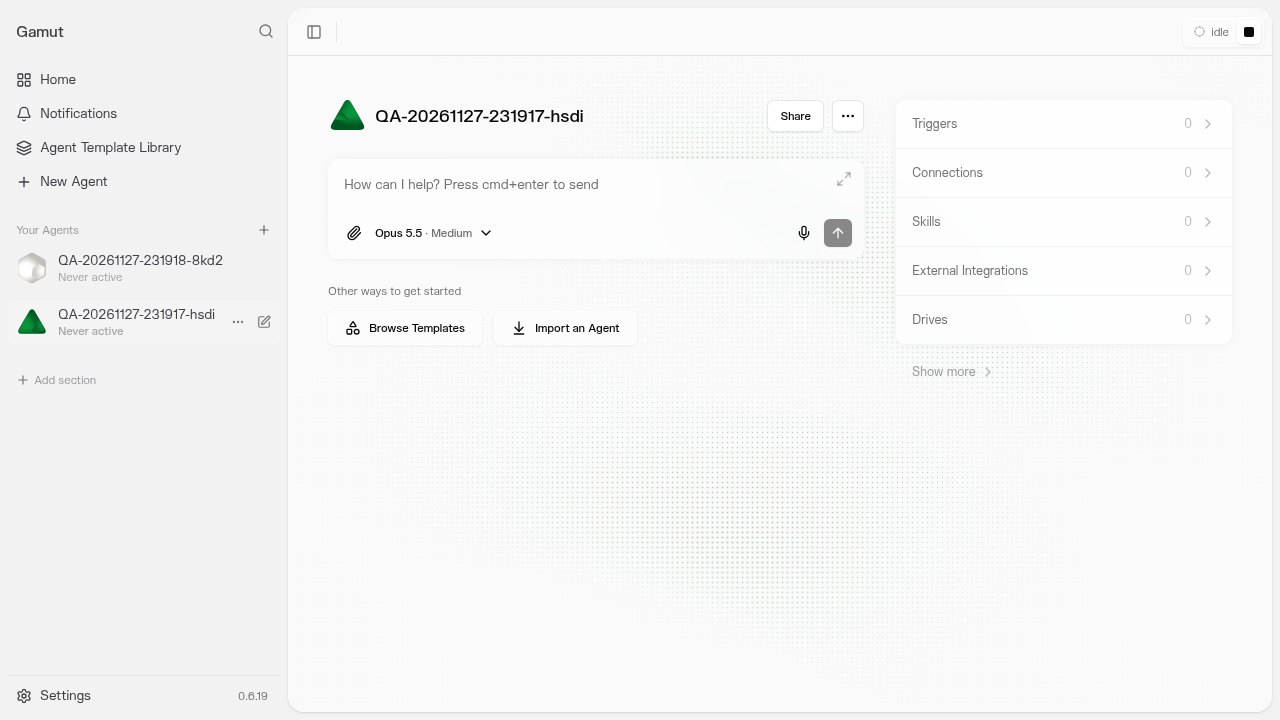 Gamut
Home
Notifications
Agent Template Library
New Agent
Your Agents
QA-20261127-231918-8kd2
Never active
QA-20261127-231917-hsdi
Never active
Add section
Settings
0.6.19
idle
QA-20261127-231917-hsdi
Share
How can I help? Press cmd+enter to send
Opus 5.5 · Medium
Other ways to get started
Browse Templates
Import an Agent
Triggers 0
Connections 0
Skills 0
External Integrations 0
Drives 0
Show more